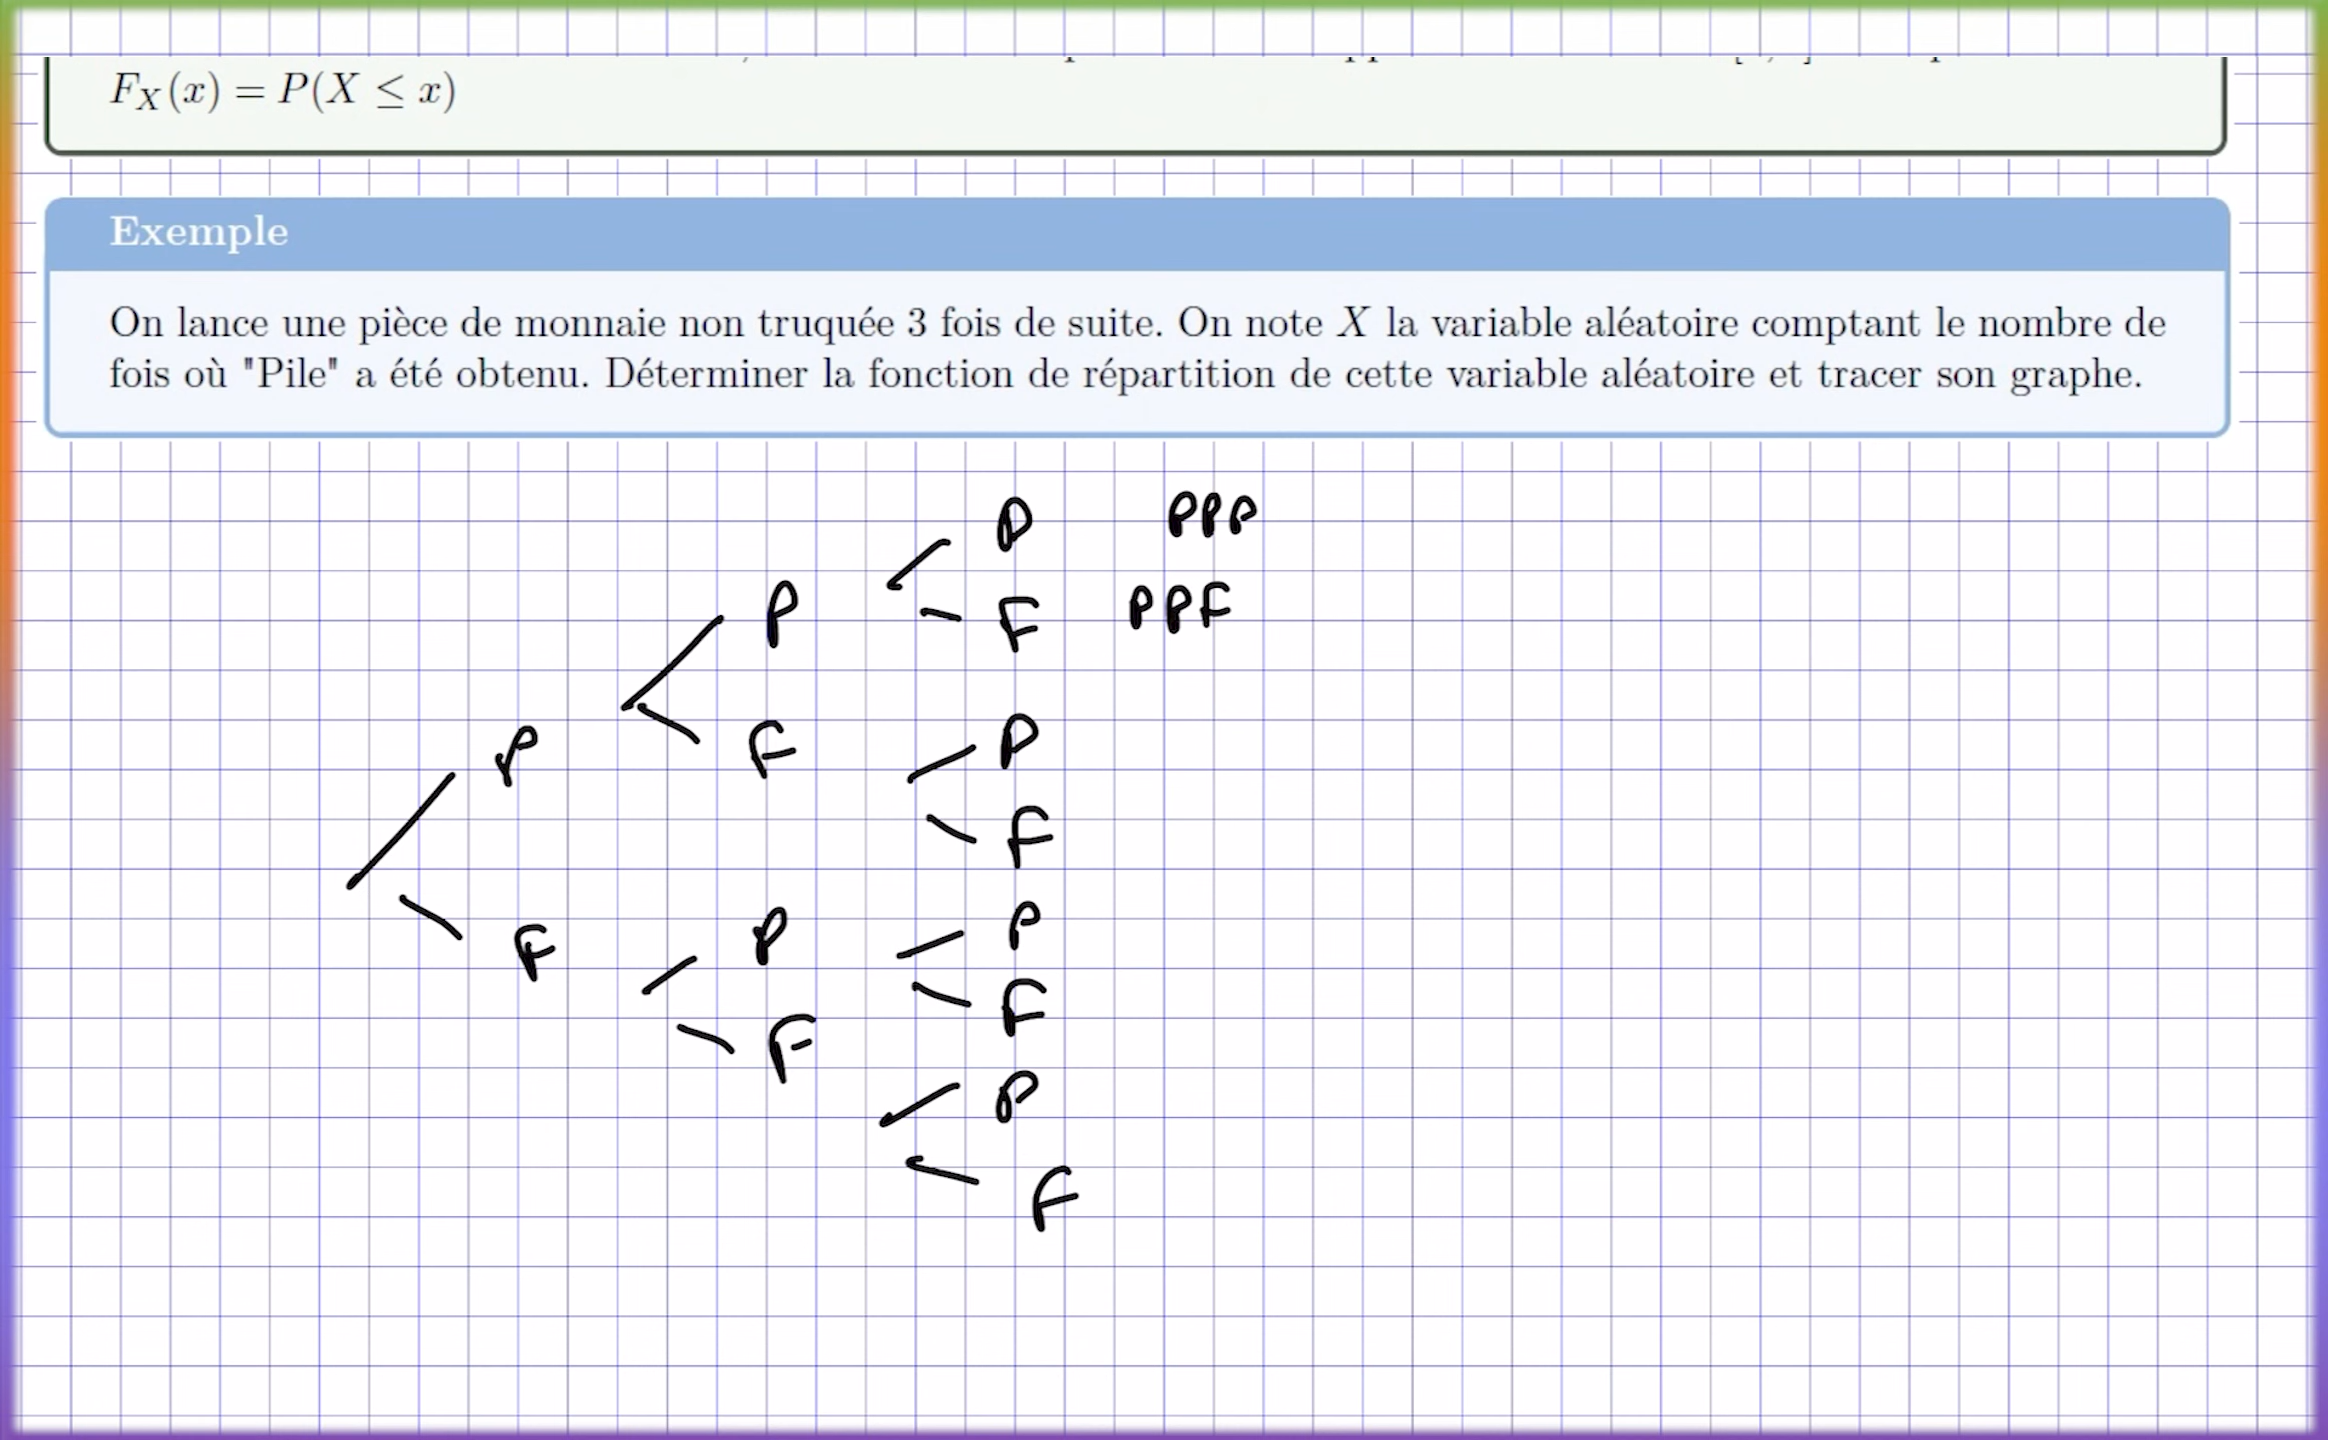 F_X(x) = P(X ≤ x)
Exemple
On lance une pièce de monnaie non truquée 3 fois de suite. On note X la variable aléatoire comptant le nombre de
fois où "Pile" a été obtenu. Déterminer la fonction de répartition de cette variable aléatoire et tracer son graphe.
P PPP
P F PPF
P F P
F
F P P
F
F P
F